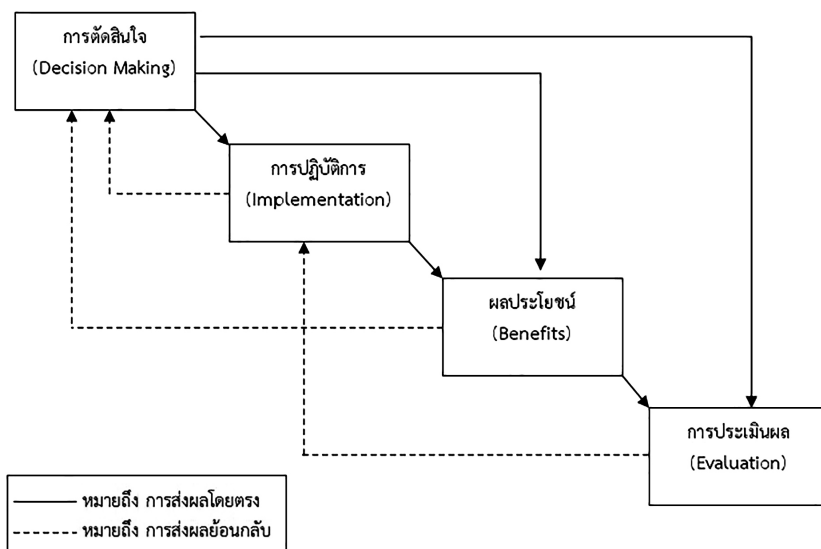 การตัดสินใจ
(Decision Making)
การปฏิบัติการ
(Implementation)
ผลประโยชน์
(Benefits)
การประเมินผล
(Evaluation)
หมายถึง การส่งผลโดยตรง
หมายถึง การส่งผลย้อนกลับ